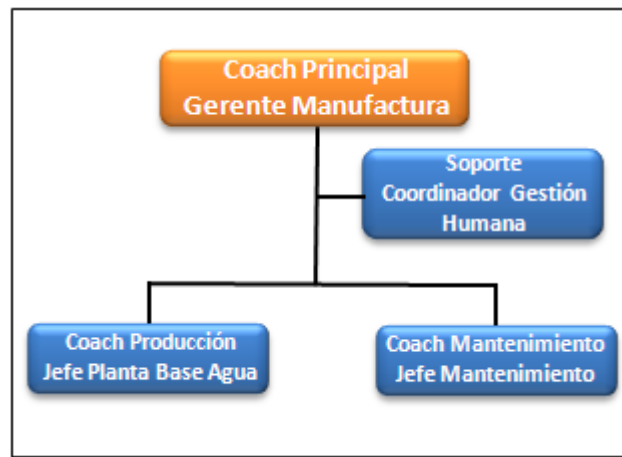 Coach Principal
Gerente Manufactura
Soporte
Coordinador Gestión
Humana
Coach Producción
Jefe Planta Base Agua
Coach Mantenimiento
Jefe Mantenimiento